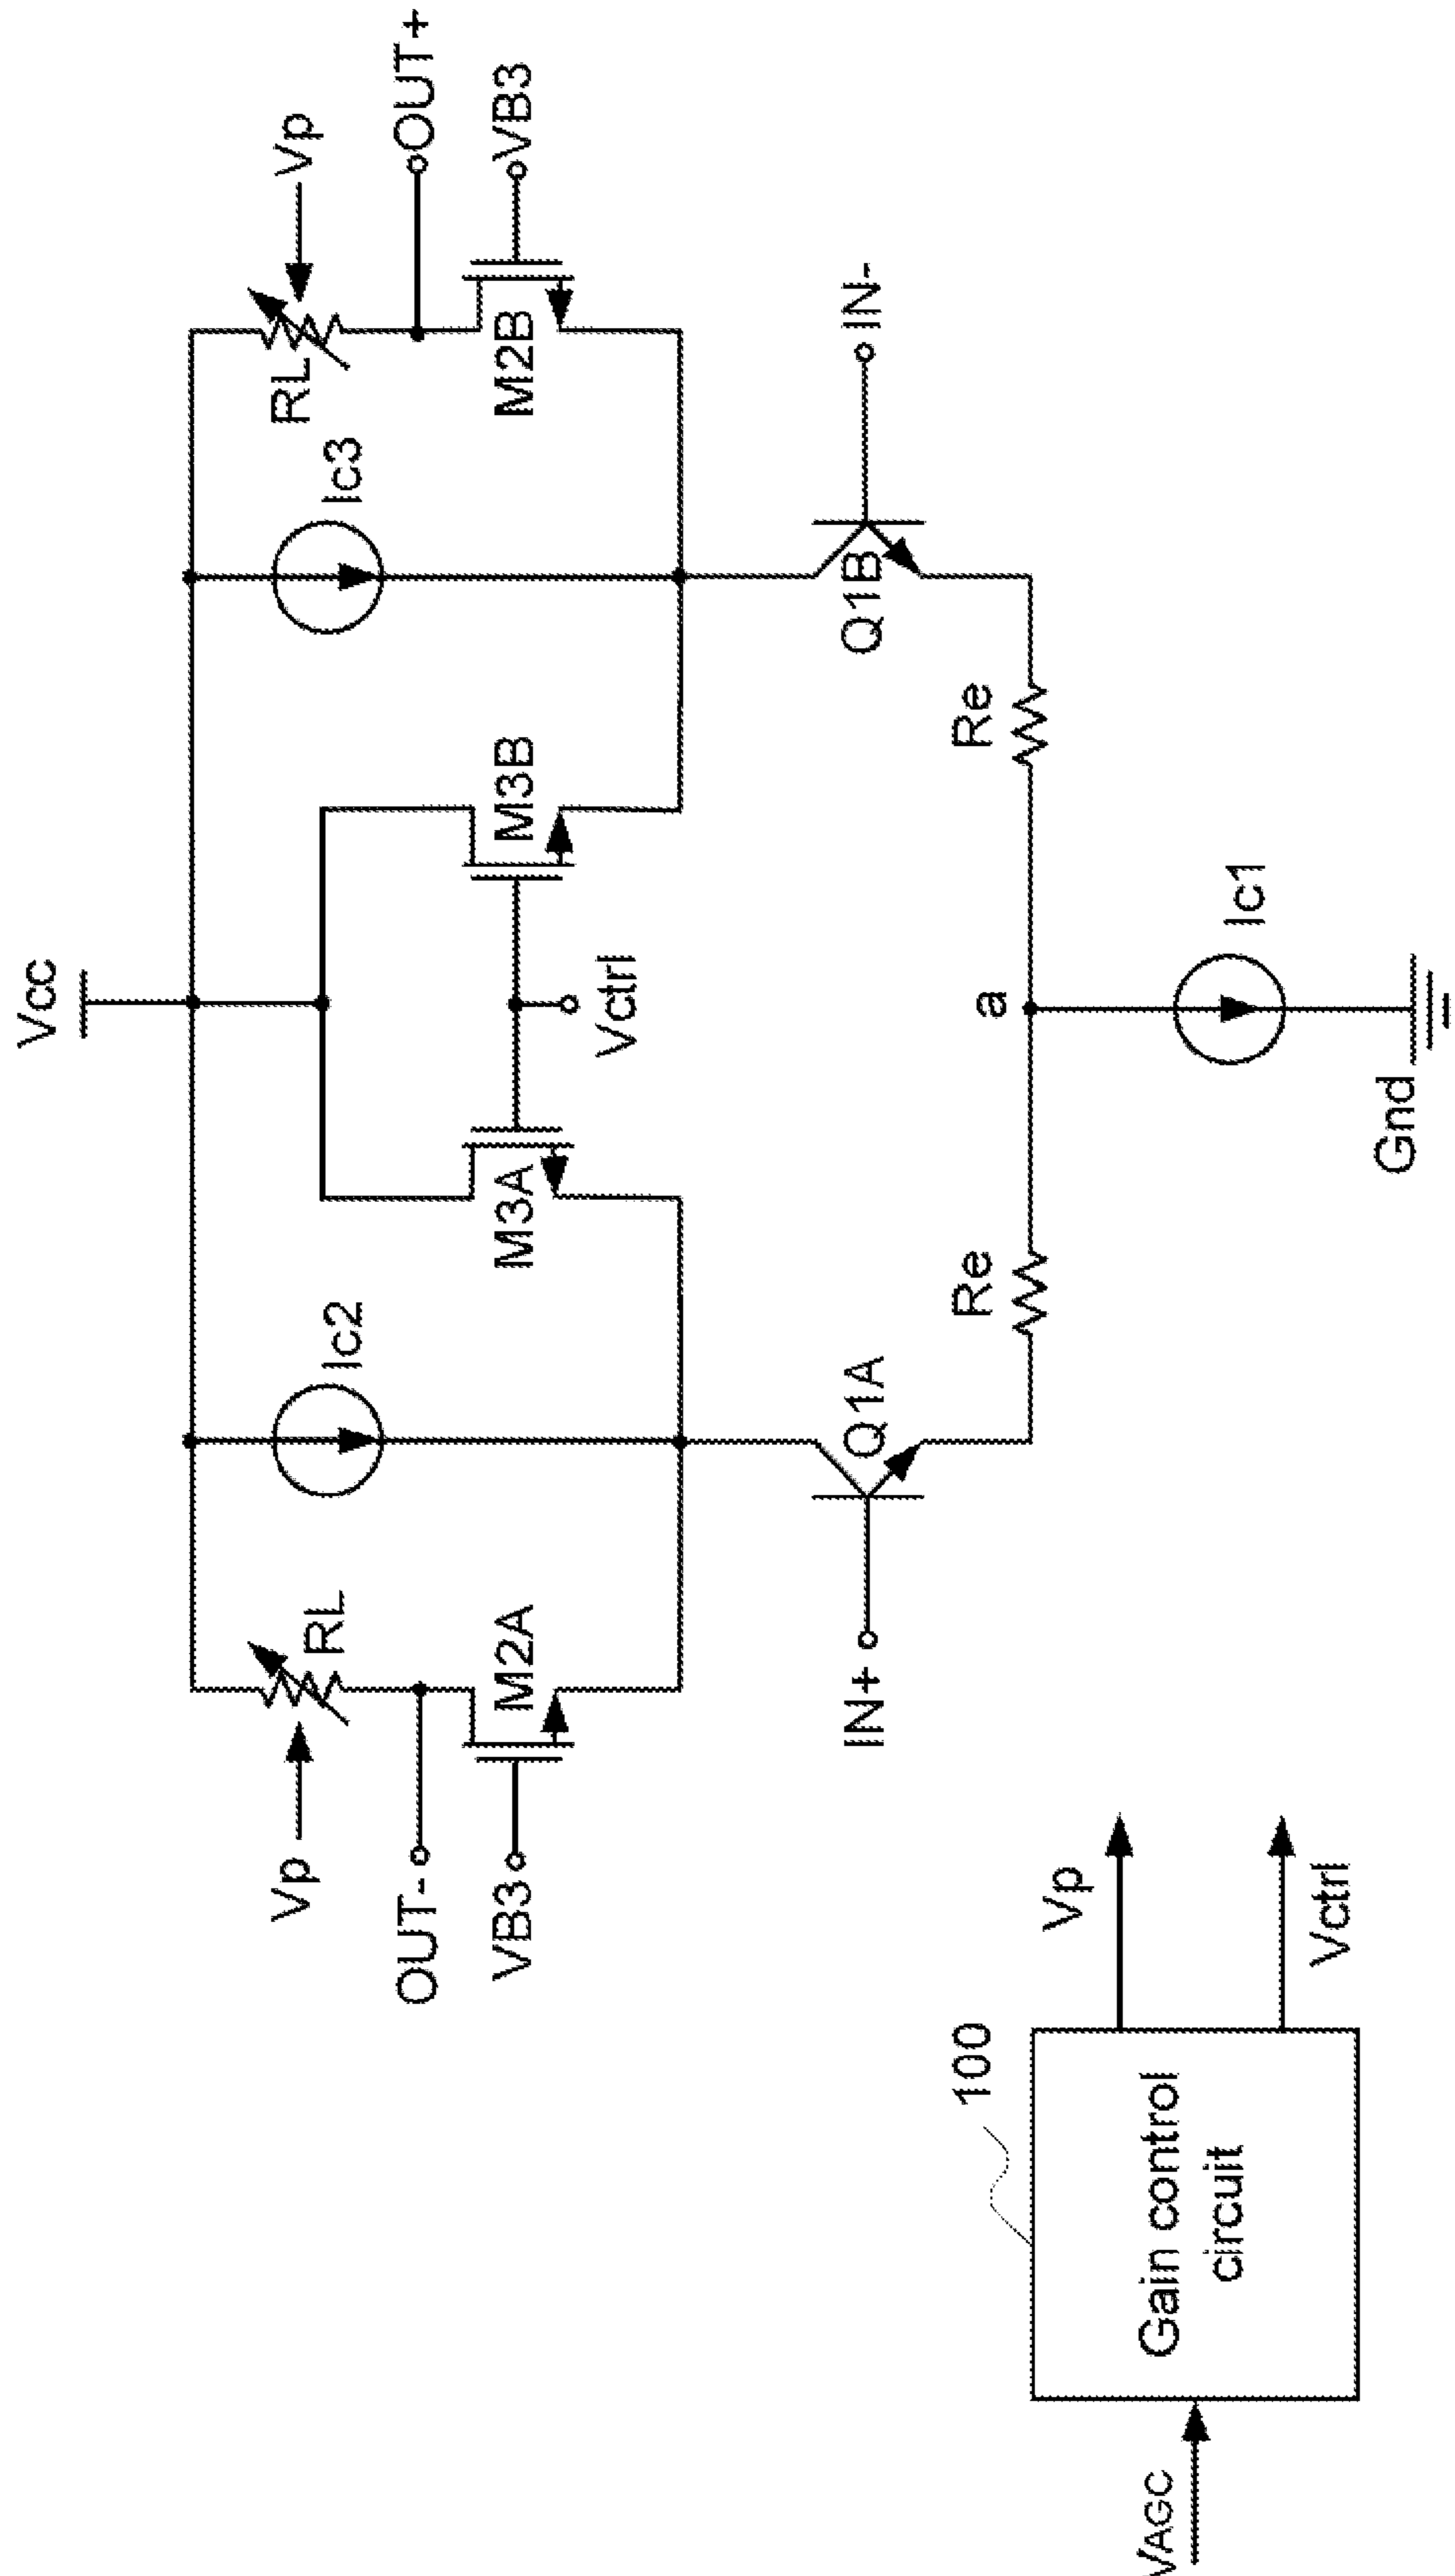 Vcc
Vp
RL
Ic2
Ic3
RL
Vp
OUT-
OUT+
VB3
M2A
M3A
M3B
M2B
VB3
Vctrl
IN+
Q1A
Q1B
IN-
Re
a
Re
Ic1
Gnd
100
VAGC
Gain control
circuit
Vp
Vctrl